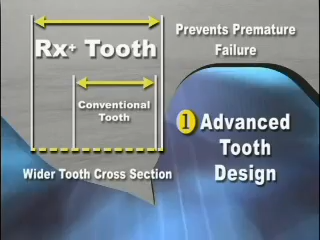 Rx+ Tooth
Conventional
Tooth
Wider Tooth Cross Section
Prevents Premature
Failure
1 Advanced
Tooth
Design